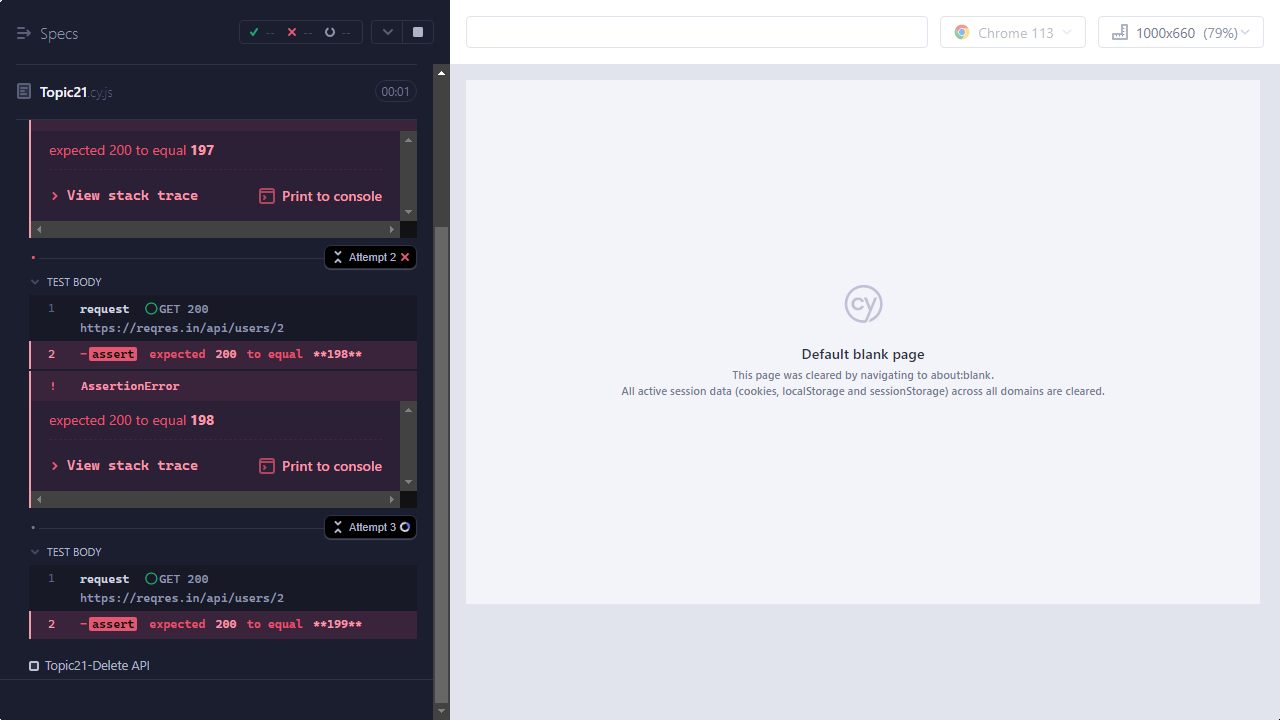 Specs
--
--
--
Chrome 113
1000x660 (79%)
Topic21.cy.js
00:01
expected 200 to equal 197
View stack trace
Print to console
Attempt 2
TEST BODY
1 request GET 200
https://reqres.in/api/users/2
2 -assert expected 200 to equal **198**
! AssertionError
expected 200 to equal 198
View stack trace
Print to console
Attempt 3
TEST BODY
1 request GET 200
https://reqres.in/api/users/2
2 -assert expected 200 to equal **199**
Topic21-Delete API
cy
Default blank page
This page was cleared by navigating to about:blank.
All active session data (cookies, localStorage and sessionStorage) across all domains are cleared.